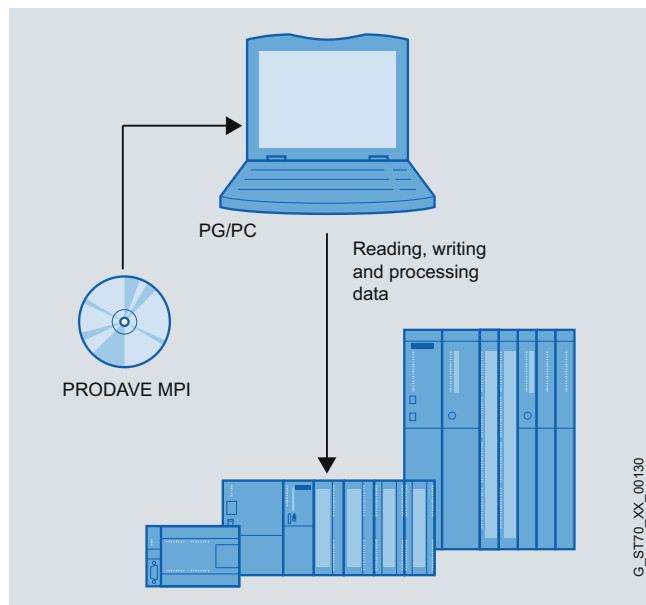 PG/PC
Reading, writing
and processing
data
PRODAVE MPI
G_ST70_XX_00130